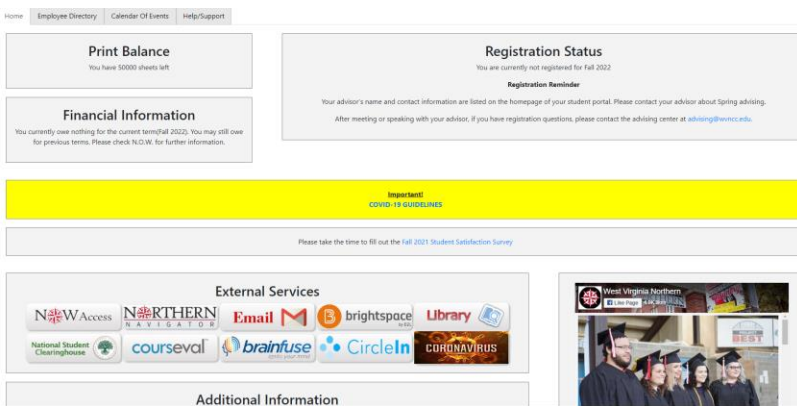 Home Employee Directory Calendar Of Events Help/Support
Print Balance
You have 50000 sheets left
Financial Information
You currently owe nothing for the current term(Fall 2022). You may still owe
for previous terms. Please check N.O.W. for further information.
Registration Status
You are currently not registered for Fall 2022
Registration Reminder
Your advisor's name and contact information are listed on the homepage of your student portal. Please contact your advisor about Spring advising.
After meeting or speaking with your advisor, if you have registration questions, please contact the advising center at advising@wvncc.edu.
Important!
COVID-19 GUIDELINES
Please take the time to fill out the Fall 2021 Student Satisfaction Survey
External Services
NOW Access
NORTHERN
NAVIGATOR
Email
brightspace
Library
National Student
Clearinghouse
courseval
brainfuse
CircleIn
CORONAVIRUS
Additional Information
West Virginia Northern
Like Page
BEST